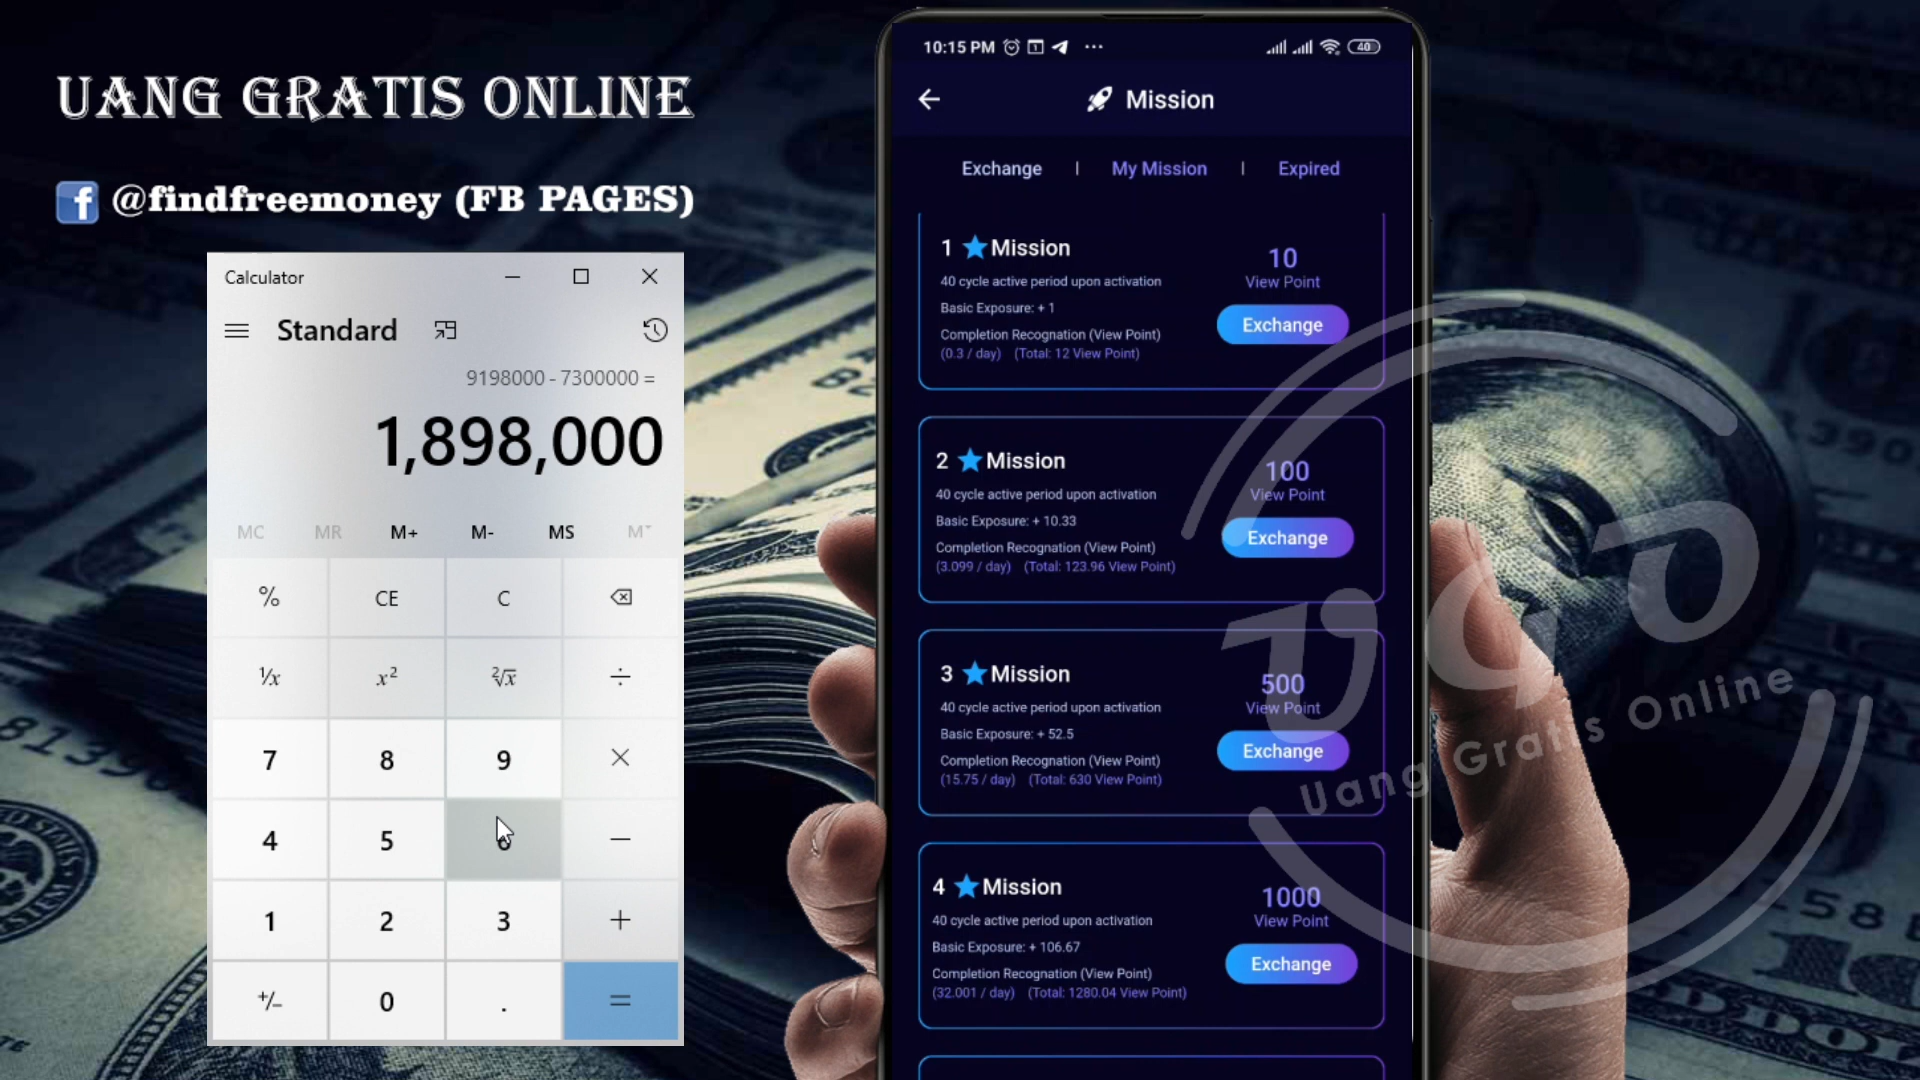 UANG GRATIS ONLINE
@findfreemoney (FB PAGES)
Calculator
Standard
9198000 - 7300000 =
1,898,000
MC MR M+ M- MS M˅
% CE C
¹/x x² ²√x ÷
7 8 9 ×
4 5 6 −
1 2 3 +
+/− 0 . =
10:15 PM ··· 40
Mission
Exchange | My Mission | Expired
1 Mission
40 cycle active period upon activation
Basic Exposure: + 1
Completion Recognation (View Point)
(0.3 / day) (Total: 12 View Point)
10
View Point
Exchange
2 Mission
40 cycle active period upon activation
Basic Exposure: + 10.33
Completion Recognation (View Point)
(3.099 / day) (Total: 123.96 View Point)
100
View Point
Exchange
3 Mission
40 cycle active period upon activation
Basic Exposure: + 52.5
Completion Recognation (View Point)
(15.75 / day) (Total: 630 View Point)
500
View Point
Exchange
4 Mission
40 cycle active period upon activation
Basic Exposure: + 106.67
Completion Recognation (View Point)
(32.001 / day) (Total: 1280.04 View Point)
1000
View Point
Exchange
ugo
Uang Gratis Online